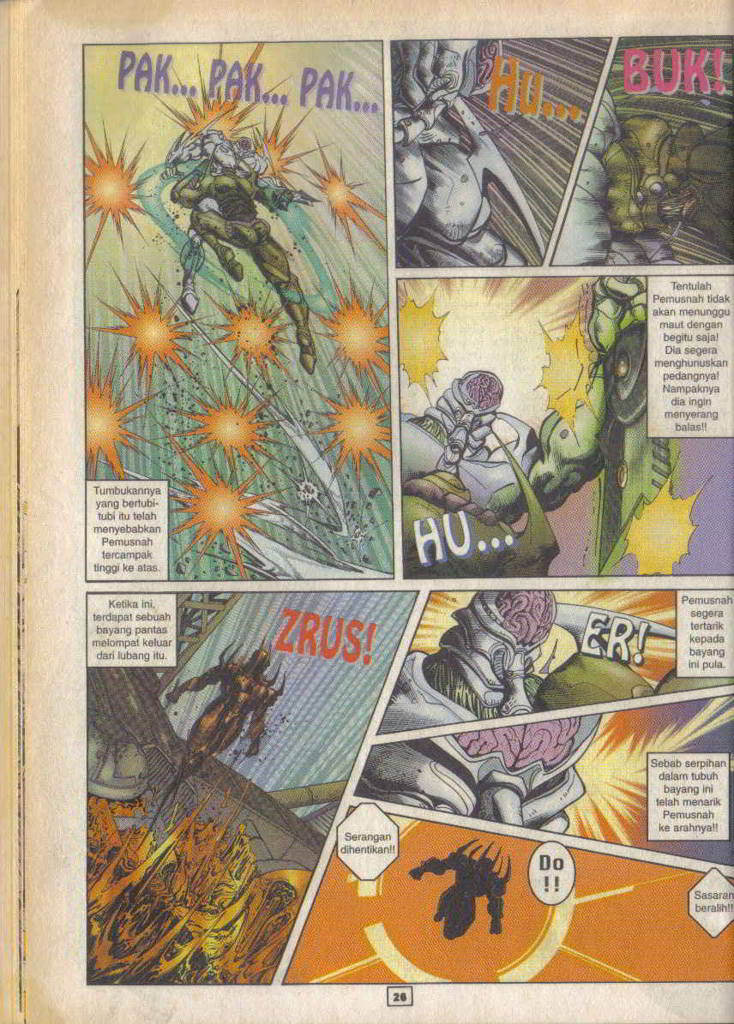 PAK... PAK... PAK...
Tumbukannya
yang bertubi-
tubi itu telah
menyebabkan
Pemusnah
tercampak
tinggi ke atas.
HU...
BUK!
Tentulah
Pemusnah tidak
akan menunggu
maut dengan
begitu saja!
Dia segera
menghunuskan
pedangnya!
Nampaknya
dia ingin
menyerang
balas!!
HU...
Ketika ini,
terdapat sebuah
bayang pantas
melompat keluar
dari lubang itu.
ZRUS!
ER!
Pemusnah
segera
tertarik
kepada
bayang
ini pula.
Sebab serpihan
dalam tubuh
bayang ini
telah menarik
Pemusnah
ke arahnya!!
Serangan
dihentikan!!
Do
!!
Sasaran
beralih!!
26